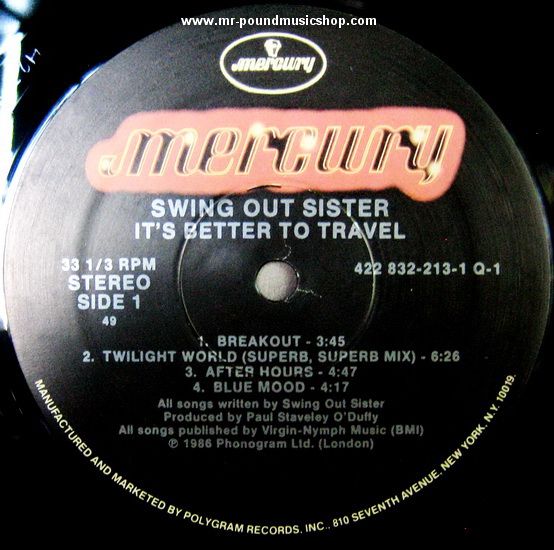 www.mr-poundmusicshop.com
mercury
mercury
SWING OUT SISTER
IT'S BETTER TO TRAVEL
33 1/3 RPM
STEREO
SIDE 1
49
422 832-213-1 Q-1
1. BREAKOUT - 3:45
2. TWILIGHT WORLD (SUPERB, SUPERB MIX) - 6:26
3. AFTER HOURS - 4:47
4. BLUE MOOD - 4:17
All songs written by Swing Out Sister
Produced by Paul Staveley O'Duffy
All songs published by Virgin-Nymph Music (BMI)
℗ 1986 Phonogram Ltd. (London)
MANUFACTURED AND MARKETED BY POLYGRAM RECORDS, INC., 810 SEVENTH AVENUE, NEW YORK, N.Y. 10019.